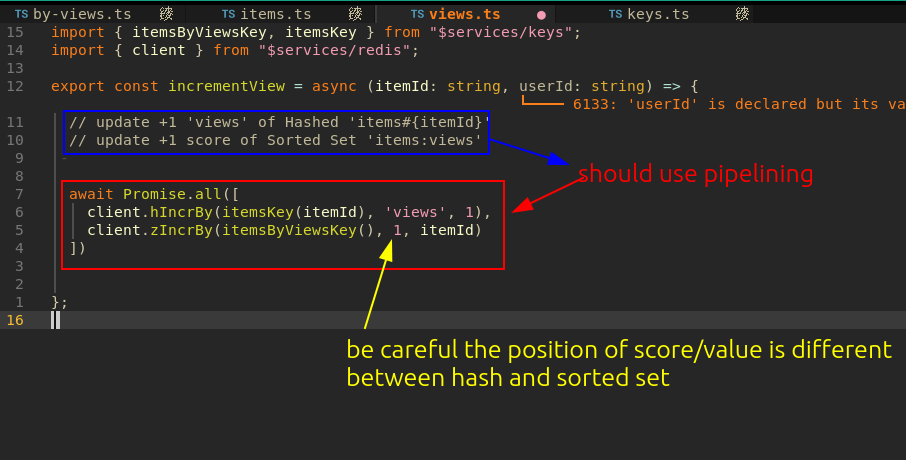 TS by-views.ts TS items.ts TS views.ts ● TS keys.ts
15 import { itemsByViewsKey, itemsKey } from "$services/keys";
14 import { client } from "$services/redis";
13
12 export const incrementView = async (itemId: string, userId: string) => {
6133: 'userId' is declared but its va
11 // update +1 'views' of Hashed 'items#{itemId}'
10 // update +1 score of Sorted Set 'items:views'
9
should use pipelining
8
7 await Promise.all([
6 client.hIncrBy(itemsKey(itemId), 'views', 1),
5 client.zIncrBy(itemsByViewsKey(), 1, itemId)
4 ])
3
2
1 };
16
be careful the position of score/value is different
between hash and sorted set